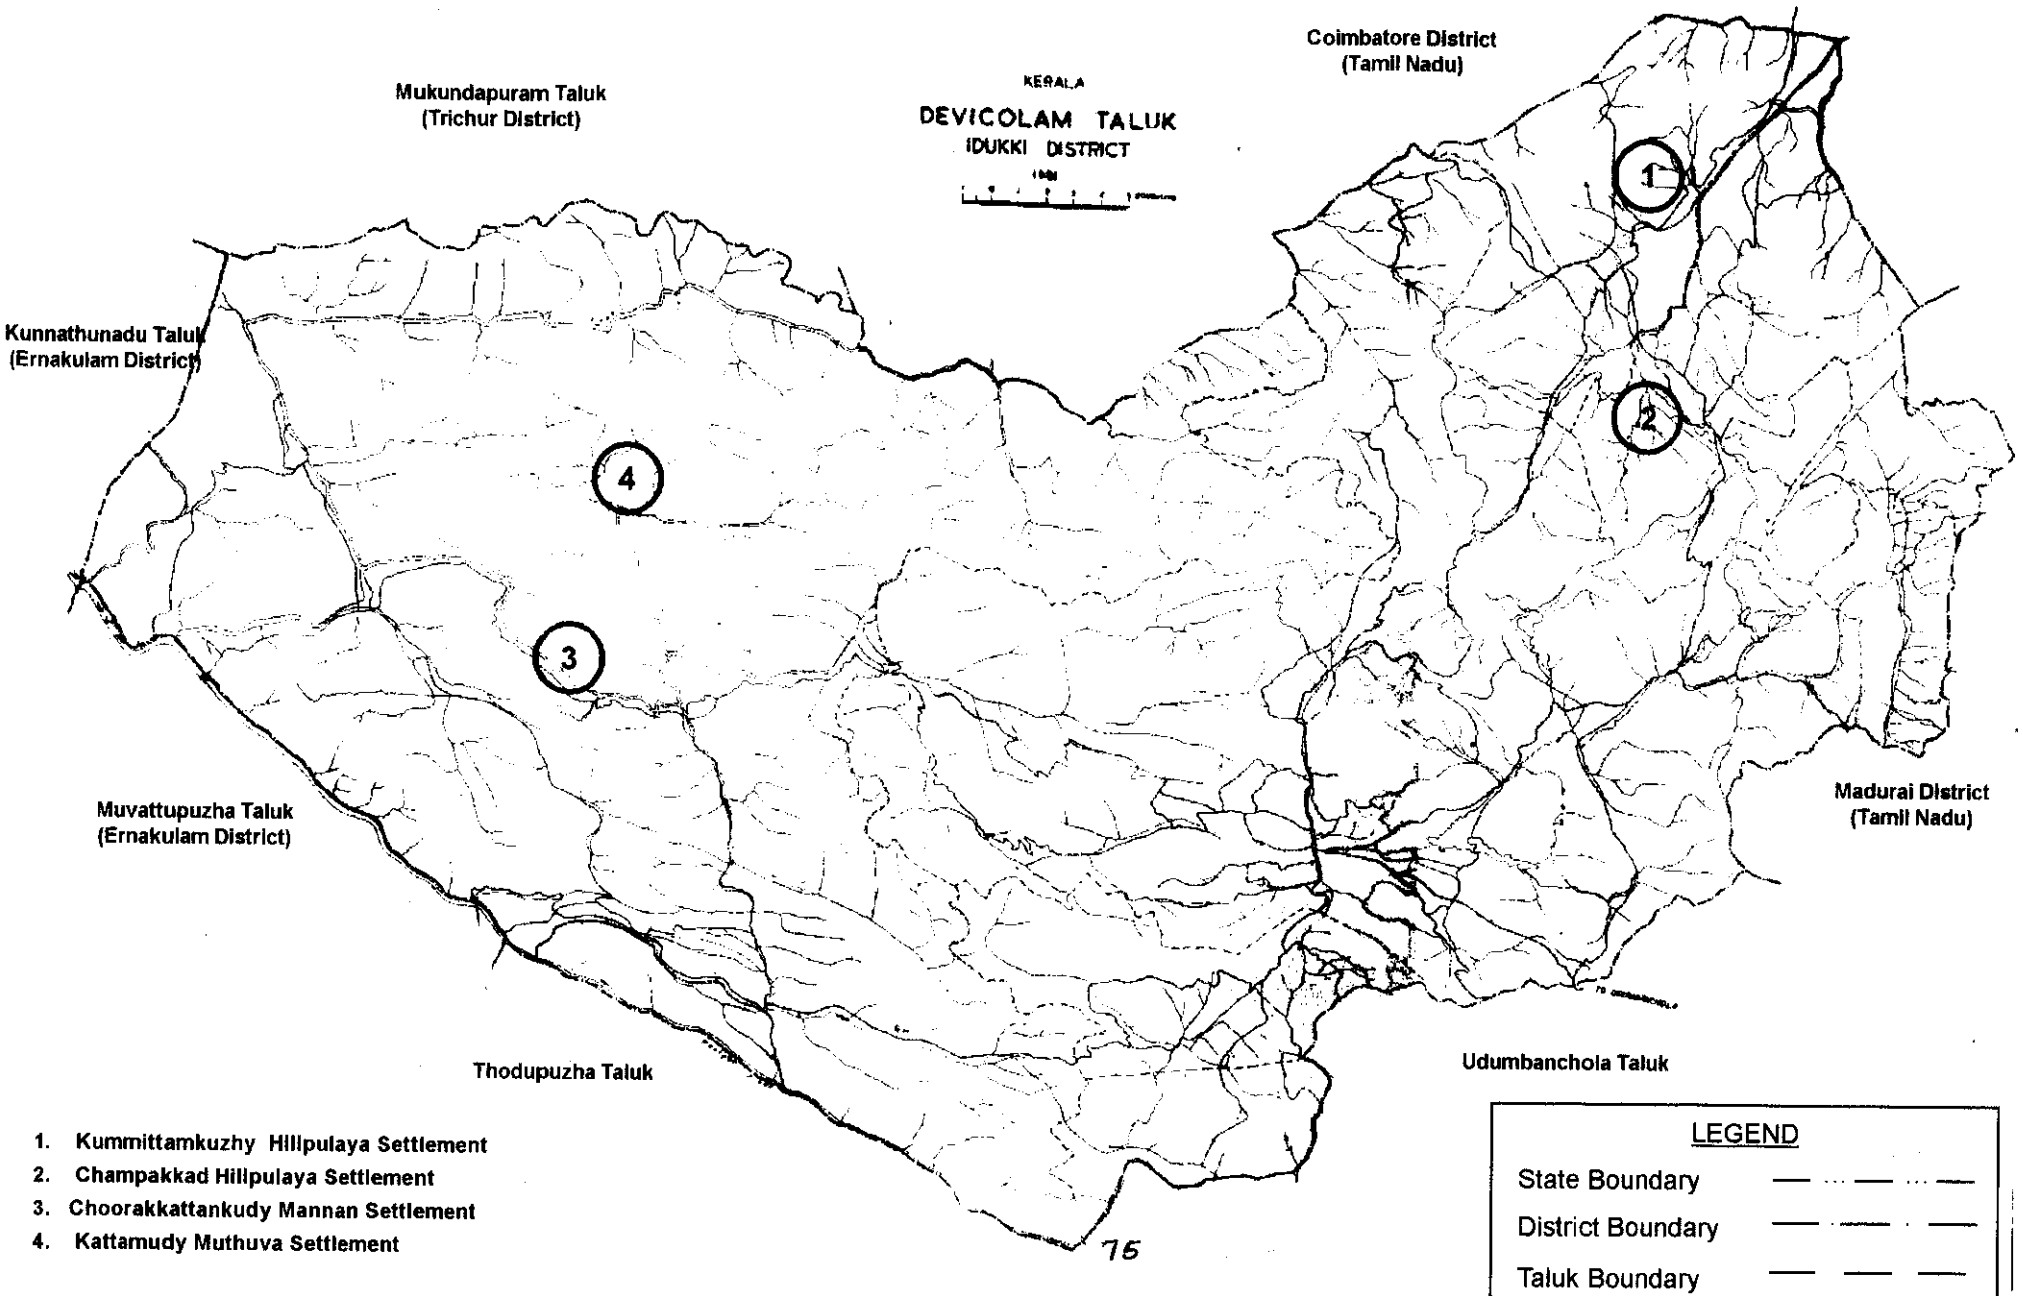 Coimbatore District
(Tamil Nadu)
KERALA
DEVICOLAM TALUK
IDUKKI DISTRICT
Mukundapuram Taluk
(Trichur District)
1
Kunnathunadu Taluk
(Ernakulam District)
2
4
3
Muvattupuzha Taluk
(Ernakulam District)
Madurai District
(Tamil Nadu)
Thodupuzha Taluk
Udumbanchola Taluk
1. Kummittamkuzhy Hillpulaya Settlement
2. Champakkad Hillpulaya Settlement
3. Choorakkattankudy Mannan Settlement
4. Kattamudy Muthuva Settlement
75
LEGEND
State Boundary
District Boundary
Taluk Boundary